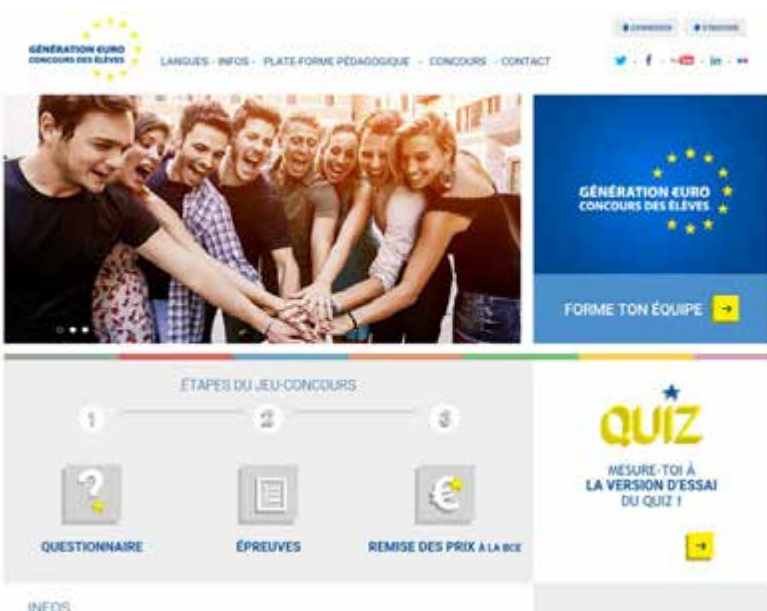 GÉNÉRATION €URO
CONCOURS DES ÉLÈVES
CONNEXION
S'INSCRIRE
LANGUES - INFOS - PLATE-FORME PÉDAGOGIQUE - CONCOURS - CONTACT
GÉNÉRATION €URO
CONCOURS DES ÉLÈVES
FORME TON ÉQUIPE
ÉTAPES DU JEU-CONCOURS
1 2 3
QUESTIONNAIRE
ÉPREUVES
REMISE DES PRIX À LA BCE
QUIZ
MESURE-TOI À
LA VERSION D'ESSAI
DU QUIZ !
INFOS